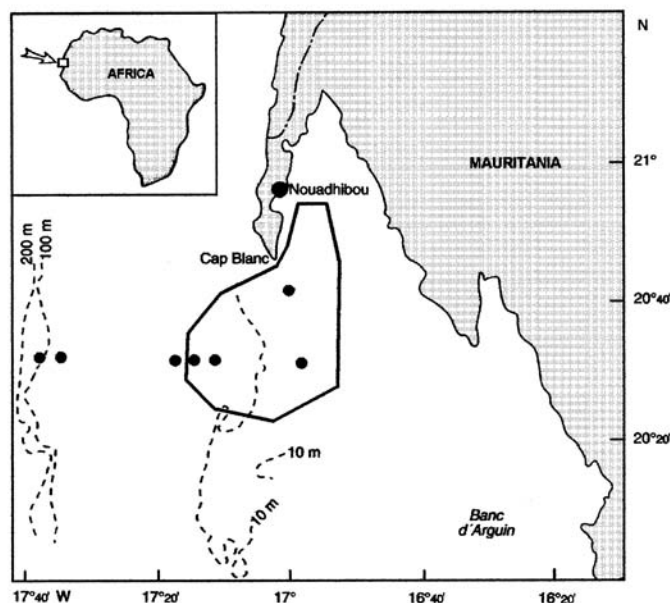 N
AFRICA
MAURITANIA
21°
Nouadhibou
Cap Blanc
200 m
100 m
20°40'
20°20'
10 m
10 m
Banc
d'Arguin
17°40' W
17°20'
17°
16°40'
16°20'